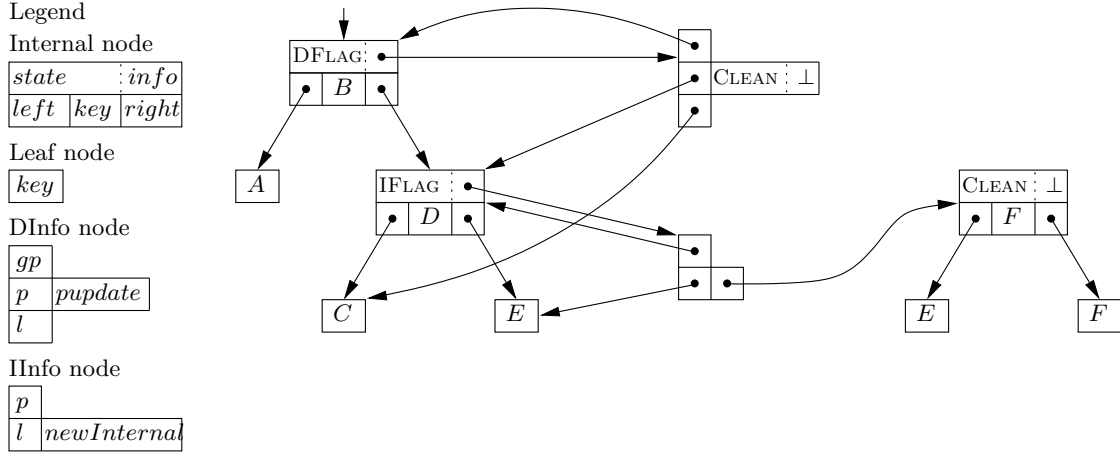 Legend
Internal node
state info
left key right
Leaf node
key
DInfo node
gp
p pupdate
l
IInfo node
p
l newInternal
DFLAG
B
CLEAN ⊥
A
IFLAG
D
CLEAN ⊥
F
C
E
E
F